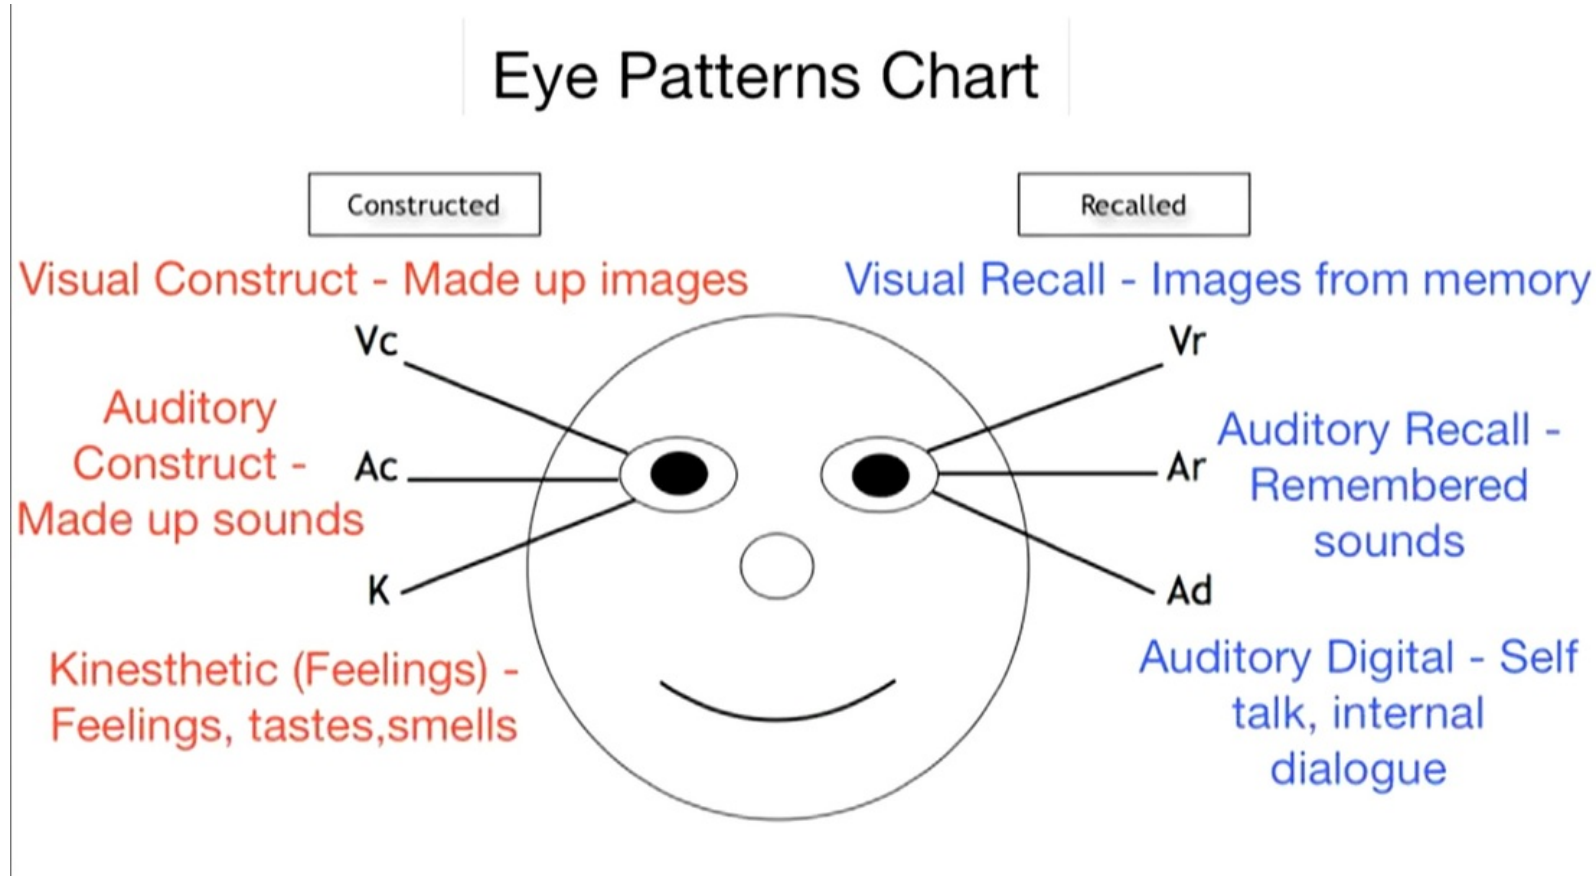 Eye Patterns Chart
Constructed
Recalled
Visual Construct - Made up images
Visual Recall - Images from memory
Vc
Vr
Auditory
Construct -
Made up sounds
Ac
Ar
Auditory Recall -
Remembered
sounds
K
Ad
Kinesthetic (Feelings) -
Feelings, tastes,smells
Auditory Digital - Self
talk, internal
dialogue